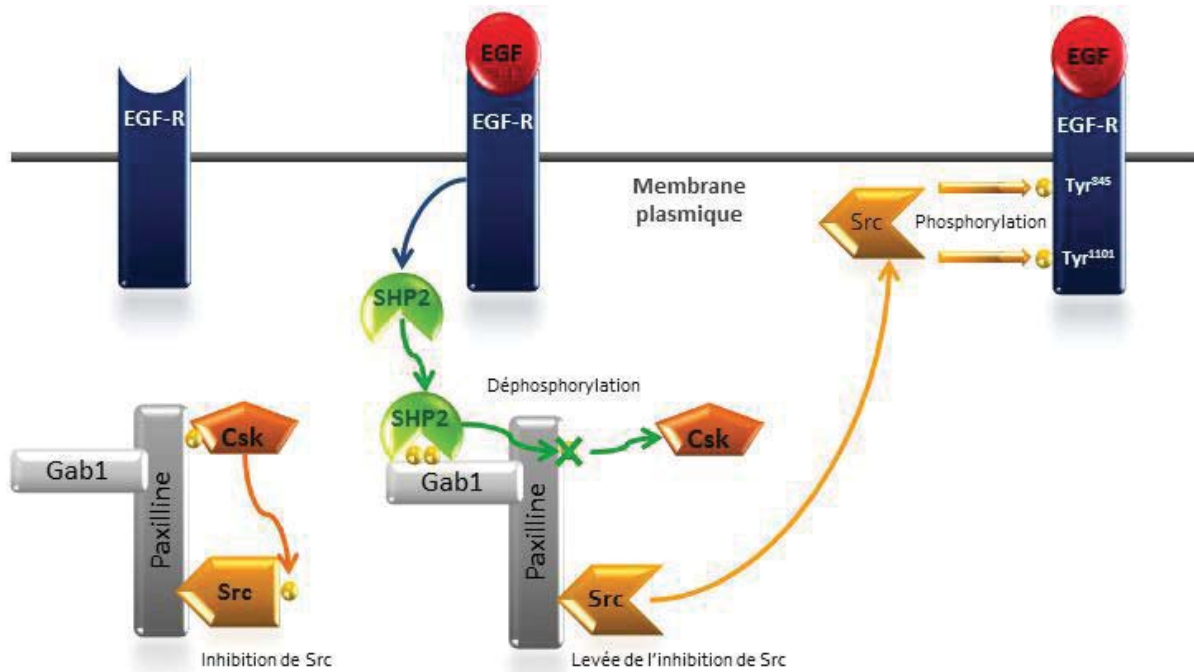 EGF
EGF
EGF-R
EGF-R
EGF-R
Membrane
plasmique
Src
Phosphorylation
Tyr⁸⁴⁵
Tyr¹¹⁰¹
SHP2
Déphosphorylation
SHP2
Csk
Csk
Gab1
Gab1
Paxilline
Paxilline
Src
Src
Inhibition de Src
Levée de l'inhibition de Src